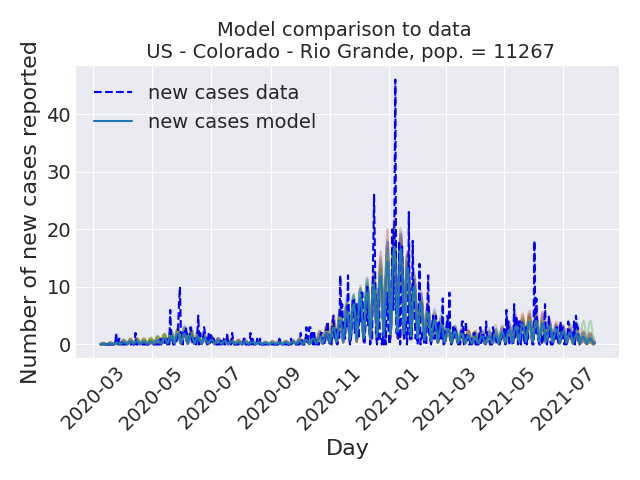 Model comparison to data
US - Colorado - Rio Grande, pop. = 11267
new cases data
new cases model
Number of new cases reported
40
30
20
10
0
2020-03
2020-05
2020-07
2020-09
2020-11
2021-01
2021-03
2021-05
2021-07
Day